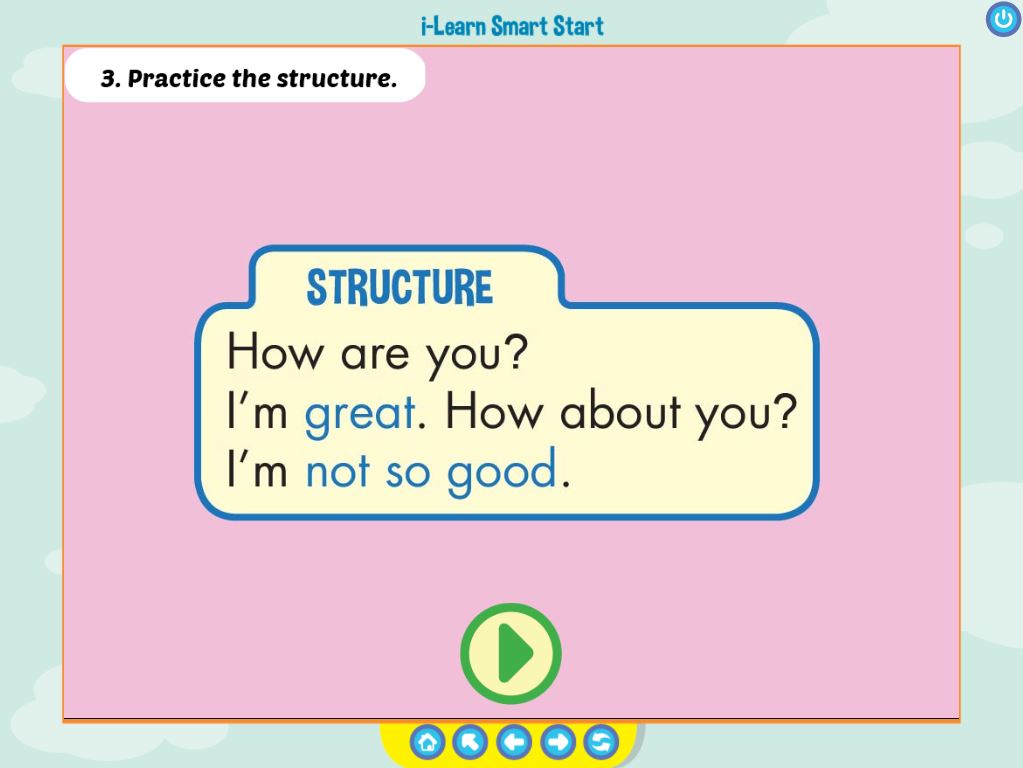 i-Learn Smart Start
3. Practice the structure.
STRUCTURE
How are you?
I’m great. How about you?
I’m not so good.